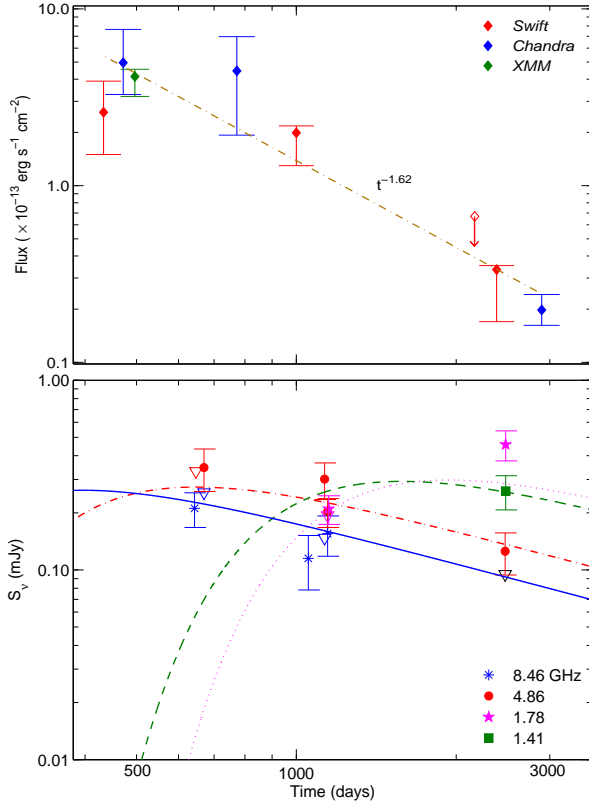 10.0
1.0
0.1
Flux ( × 10−13 erg s−1 cm−2)
Swift
Chandra
XMM
t−1.62
1.00
0.10
0.01
Sν (mJy)
8.46 GHz
4.86
1.78
1.41
500
1000
3000
Time (days)